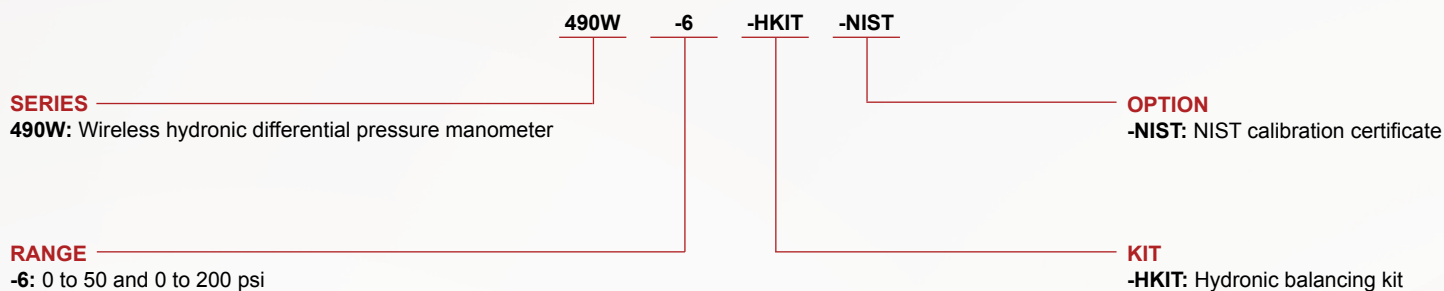 490W -6 -HKIT -NIST
SERIES
490W: Wireless hydronic differential pressure manometer
OPTION
-NIST: NIST calibration certificate
RANGE
-6: 0 to 50 and 0 to 200 psi
KIT
-HKIT: Hydronic balancing kit